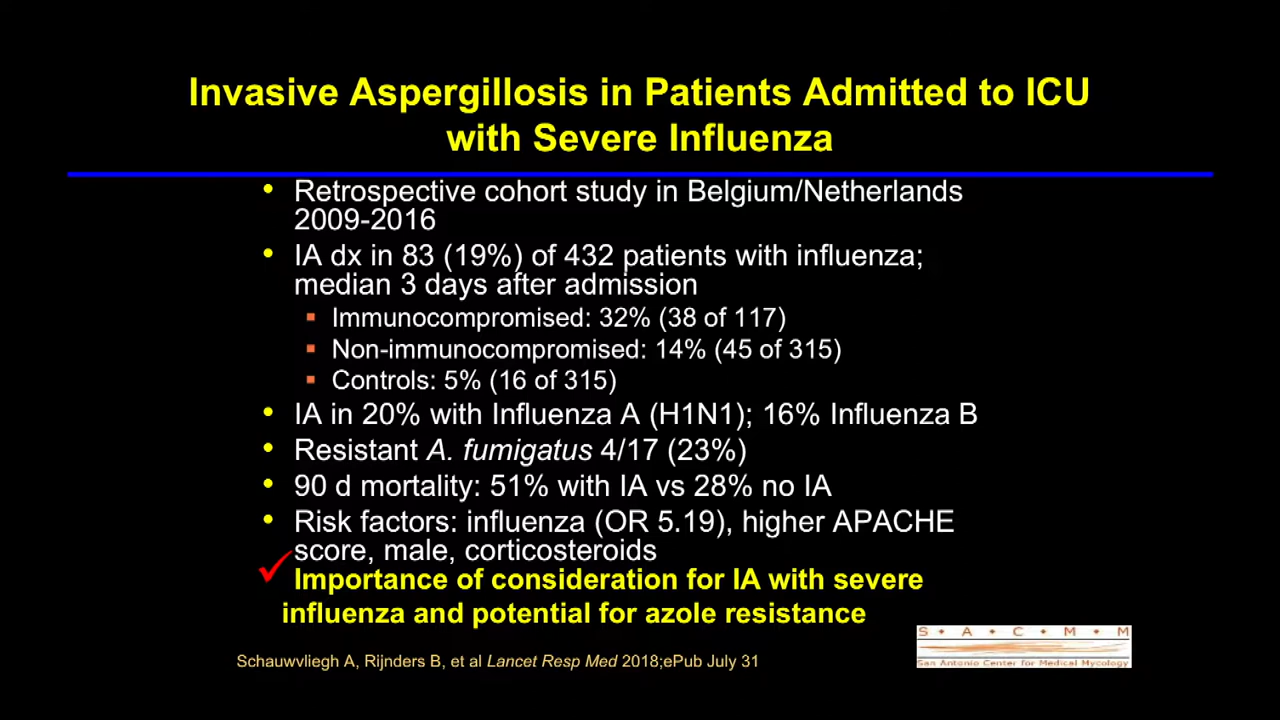 Invasive Aspergillosis in Patients Admitted to ICU
with Severe Influenza
• Retrospective cohort study in Belgium/Netherlands
2009-2016
• IA dx in 83 (19%) of 432 patients with influenza;
median 3 days after admission
▪ Immunocompromised: 32% (38 of 117)
▪ Non-immunocompromised: 14% (45 of 315)
▪ Controls: 5% (16 of 315)
• IA in 20% with Influenza A (H1N1); 16% Influenza B
• Resistant A. fumigatus 4/17 (23%)
• 90 d mortality: 51% with IA vs 28% no IA
• Risk factors: influenza (OR 5.19), higher APACHE
score, male, corticosteroids
✓ Importance of consideration for IA with severe
influenza and potential for azole resistance
Schauwvliegh A, Rijnders B, et al Lancet Resp Med 2018;ePub July 31
S • A • C • M • M
San Antonio Center for Medical Mycology